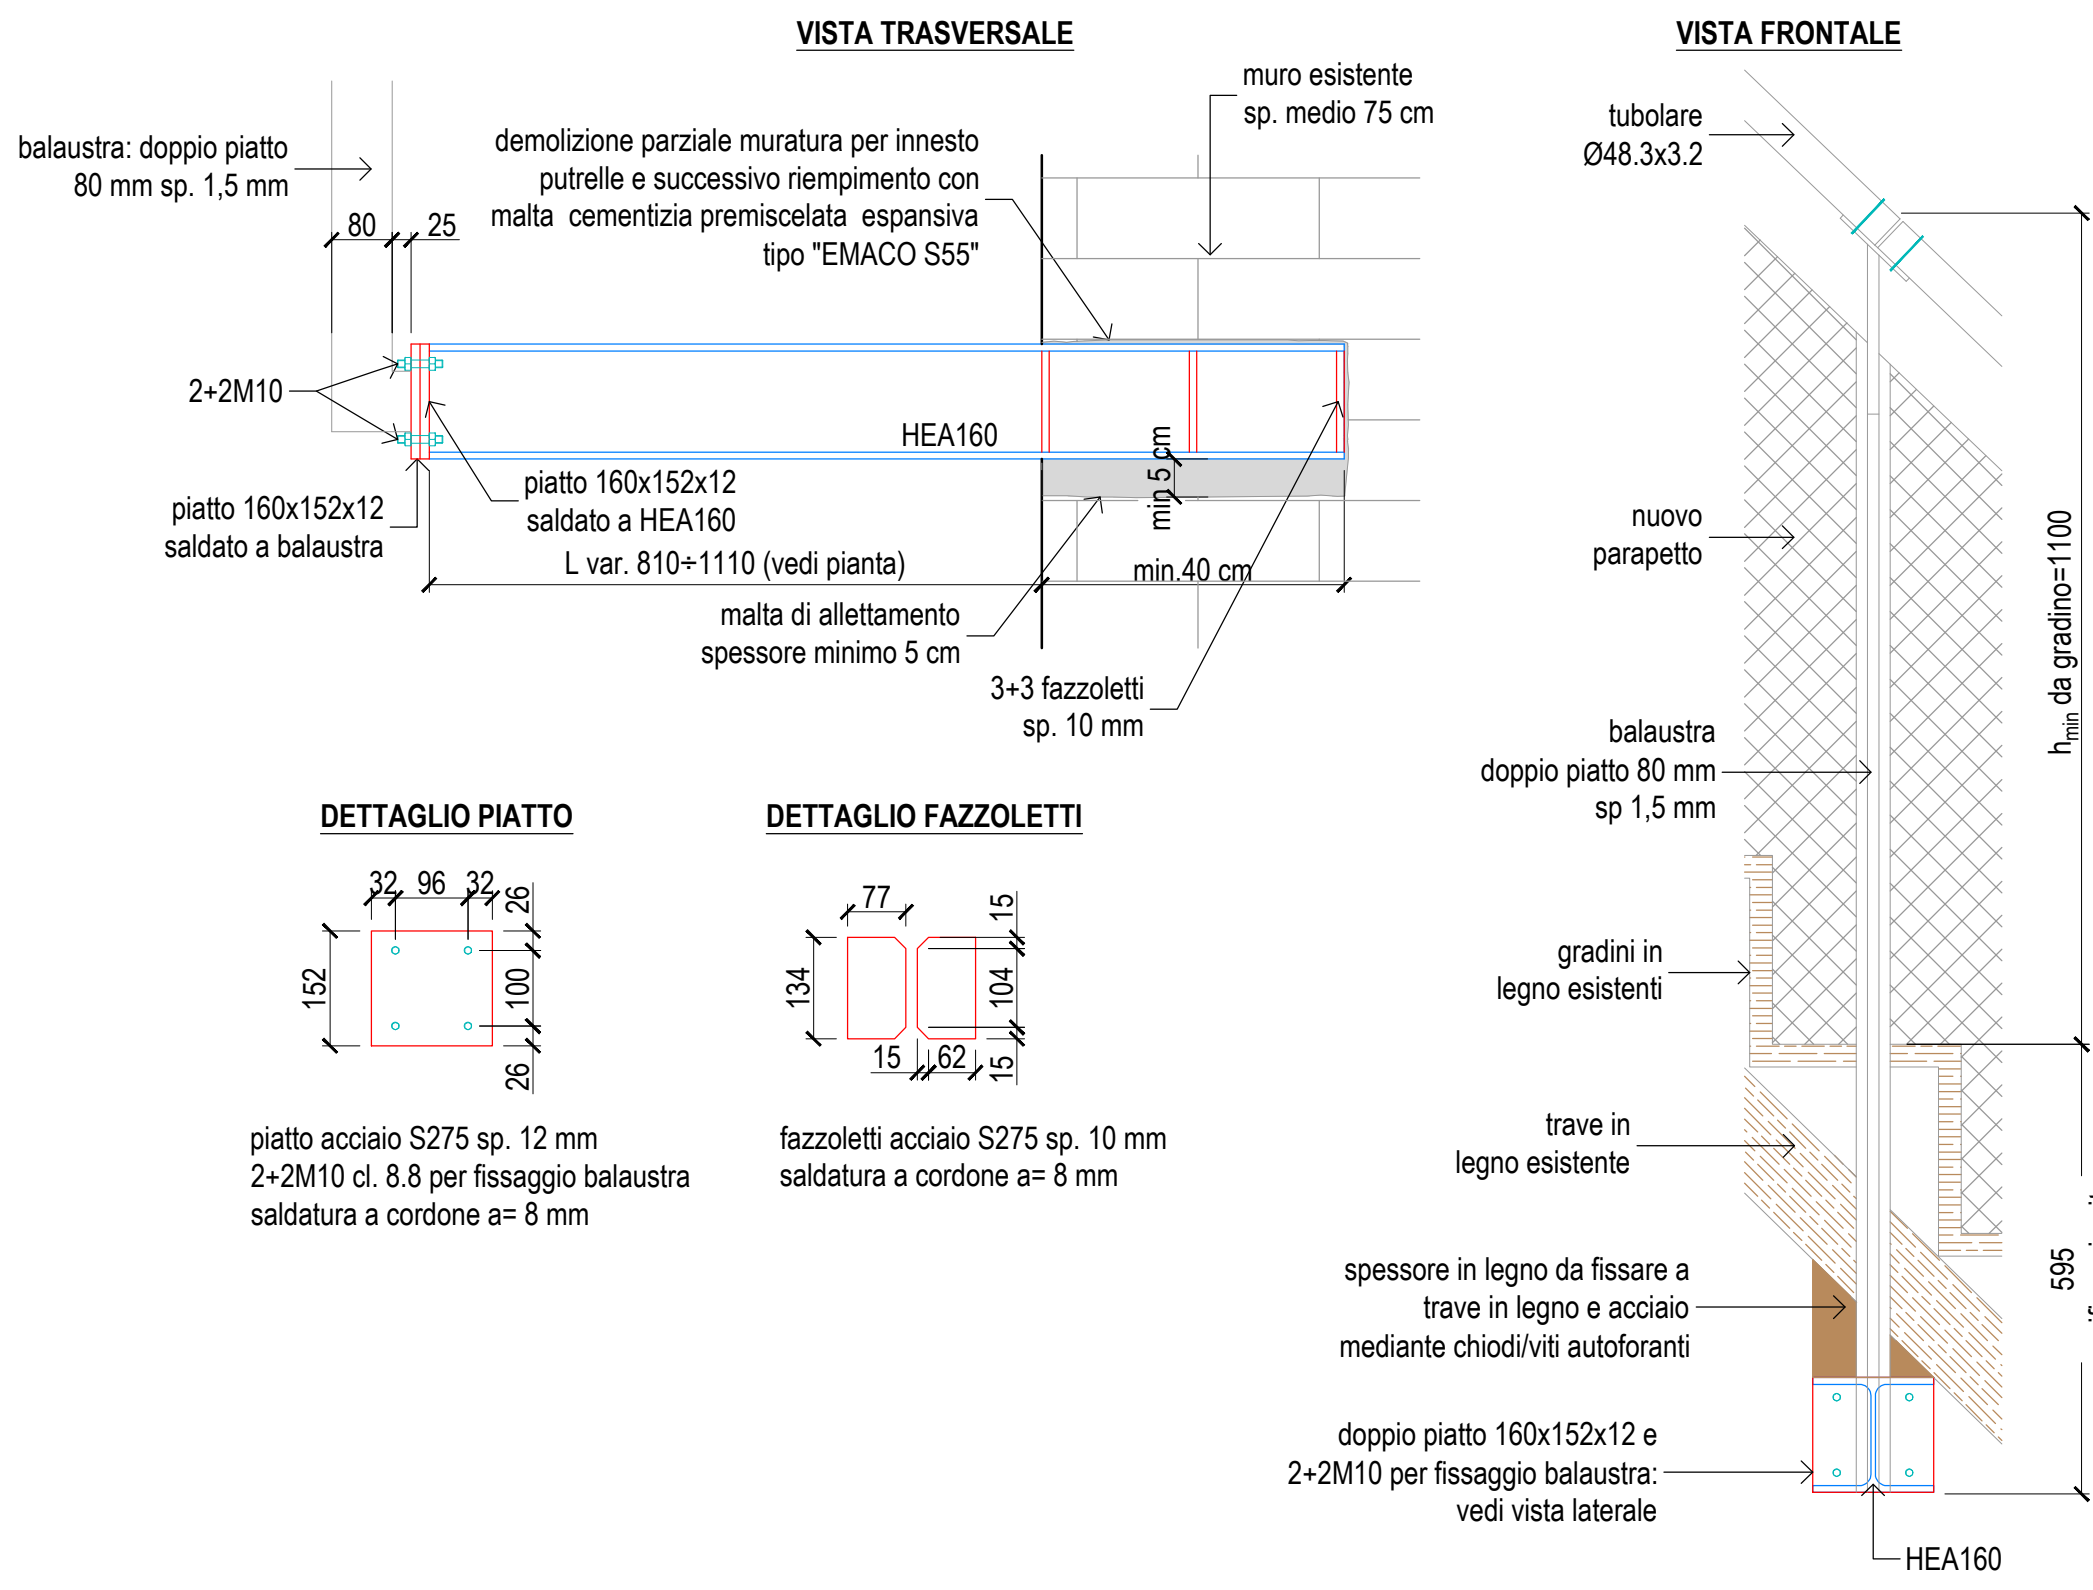 VISTA TRASVERSALE
balaustra: doppio piatto
80 mm sp. 1,5 mm
demolizione parziale muratura per innesto
putrelle e successivo riempimento con
malta cementizia premiscelata espansiva
tipo "EMACO S55"
muro esistente
sp. medio 75 cm
80
25
2+2M10
HEA160
min 5 cm
piatto 160x152x12
saldato a balaustra
piatto 160x152x12
saldato a HEA160
L var. 810÷1110 (vedi pianta)
min.40 cm
malta di allettamento
spessore minimo 5 cm
3+3 fazzoletti
sp. 10 mm
DETTAGLIO PIATTO
32
96
32
26
152
100
26
piatto acciaio S275 sp. 12 mm
2+2M10 cl. 8.8 per fissaggio balaustra
saldatura a cordone a= 8 mm
DETTAGLIO FAZZOLETTI
77
15
134
104
15
62
15
fazzoletti acciaio S275 sp. 10 mm
saldatura a cordone a= 8 mm
VISTA FRONTALE
tubolare
Ø48.3x3.2
nuovo
parapetto
hmin da gradino=1100
balaustra
doppio piatto 80 mm
sp 1,5 mm
gradini in
legno esistenti
trave in
legno esistente
595
spessore in legno da fissare a
trave in legno e acciaio
mediante chiodi/viti autoforanti
doppio piatto 160x152x12 e
2+2M10 per fissaggio balaustra:
vedi vista laterale
HEA160